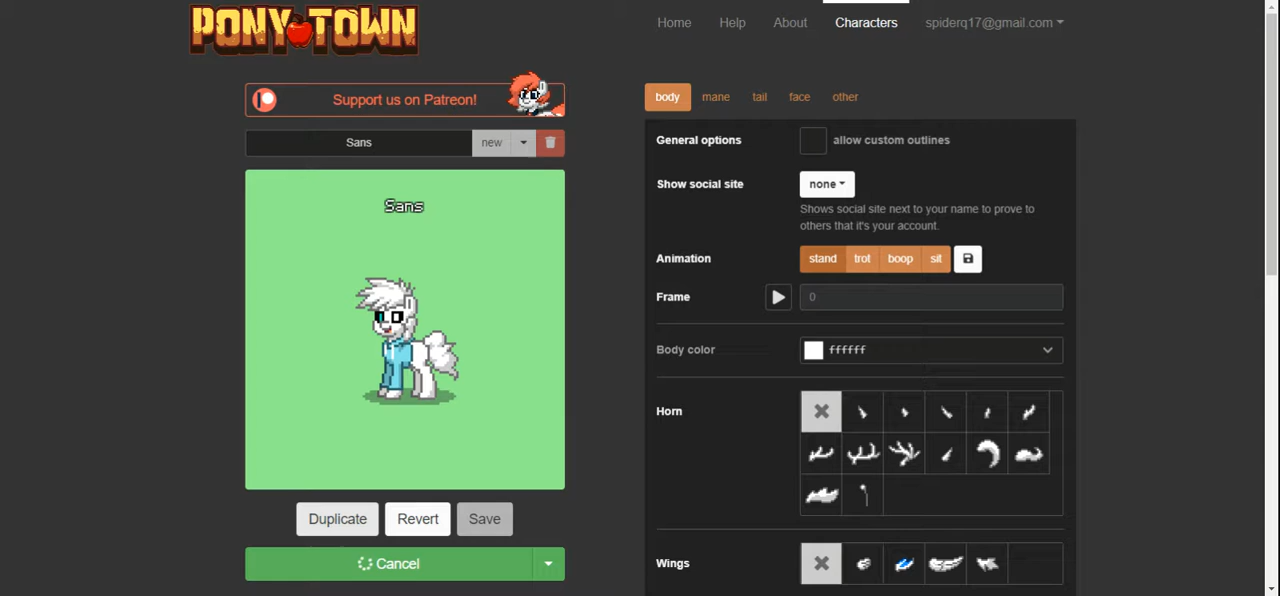 PONY TOWN
Home Help About Characters spiderq17@gmail.com
Support us on Patreon!
body mane tail face other
Sans new
General options allow custom outlines
Show social site none
Shows social site next to your name to prove to
others that it's your account.
Sans
Animation stand trot boop sit
Frame 0
Body color ffffff
Horn
Duplicate Revert Save
Cancel
Wings